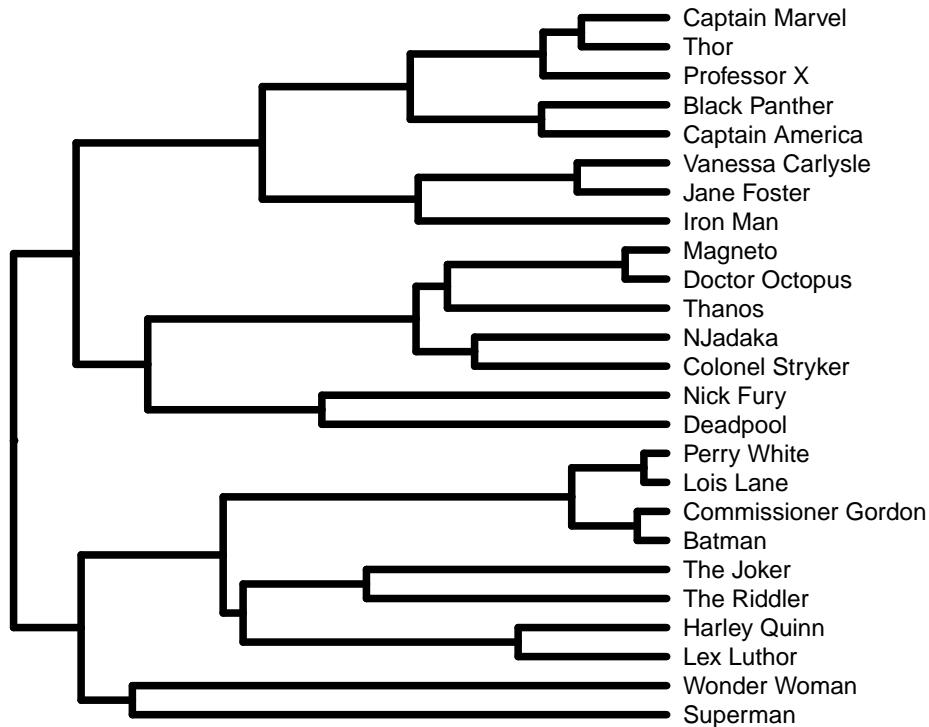 Captain Marvel
Thor
Professor X
Black Panther
Captain America
Vanessa Carlysle
Jane Foster
Iron Man
Magneto
Doctor Octopus
Thanos
NJadaka
Colonel Stryker
Nick Fury
Deadpool
Perry White
Lois Lane
Commissioner Gordon
Batman
The Joker
The Riddler
Harley Quinn
Lex Luthor
Wonder Woman
Superman